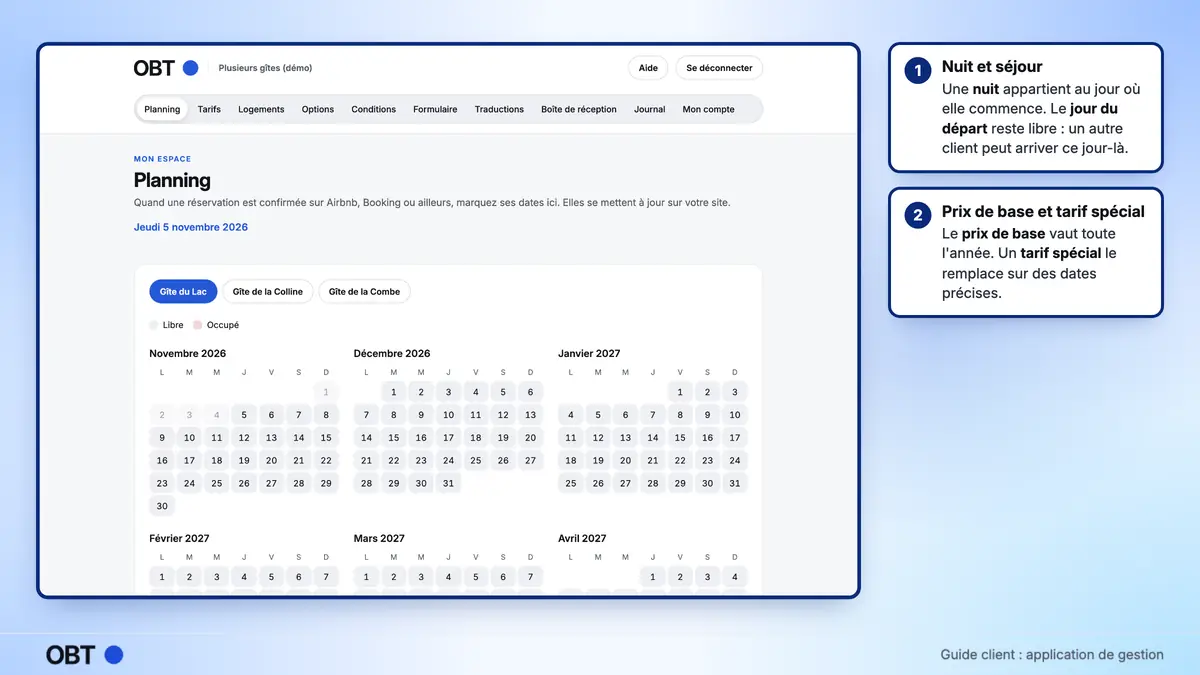 OBT
Plusieurs gîtes (démo)
Aide
Se déconnecter
Planning Tarifs Logements Options Conditions Formulaire Traductions Boîte de réception Journal Mon compte
MON ESPACE
Planning
Quand une réservation est confirmée sur Airbnb, Booking ou ailleurs, marquez ses dates ici. Elles se mettent à jour sur votre site.
Jeudi 5 novembre 2026
Gîte du Lac Gîte de la Colline Gîte de la Combe
Libre Occupé
Novembre 2026
L M M J V S D
1
2 3 4 5 6 7 8
9 10 11 12 13 14 15
16 17 18 19 20 21 22
23 24 25 26 27 28 29
30
Décembre 2026
L M M J V S D
1 2 3 4 5 6
7 8 9 10 11 12 13
14 15 16 17 18 19 20
21 22 23 24 25 26 27
28 29 30 31
Janvier 2027
L M M J V S D
1 2 3
4 5 6 7 8 9 10
11 12 13 14 15 16 17
18 19 20 21 22 23 24
25 26 27 28 29 30 31
Février 2027
L M M J V S D
1 2 3 4 5 6 7
Mars 2027
L M M J V S D
1 2 3 4 5 6 7
Avril 2027
L M M J V S D
1 2 3 4
1 Nuit et séjour
Une nuit appartient au jour où
elle commence. Le jour du
départ reste libre : un autre
client peut arriver ce jour-là.
2 Prix de base et tarif spécial
Le prix de base vaut toute
l'année. Un tarif spécial le
remplace sur des dates
précises.
OBT
Guide client : application de gestion